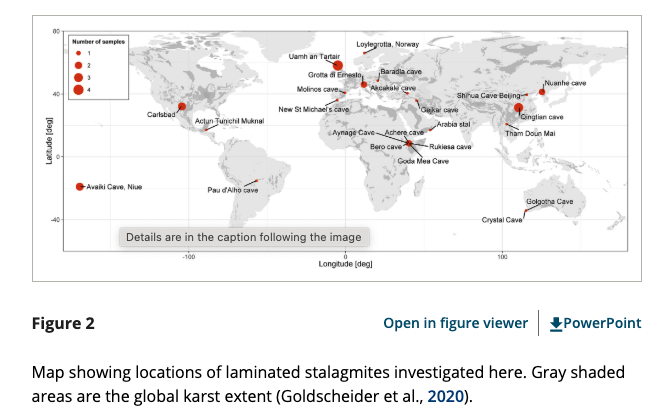 80
Number of samples
1
2
3
4
Loylegrotta, Norway
Uamh an Tartair
Grotta di Ernesto
Baradla cave
Molinos cave
Akcakale cave
Nuanhe cave
Shihua Cave Beijing
40
Carlsbad
New St Michael's cave
Gejkar cave
Qingtian cave
Actun Tunichil Muknal
Arabia stal
Aynage Cave
Achere cave
Tham Doun Mai
Bero cave
Rukiesa cave
Goda Mea Cave
Latitude [deg]
0
Avaiki Cave, Niue
Pau d'Alho cave
Golgotha Cave
Crystal Cave
-40
Details are in the caption following the image
-100
0
100
Longitude [deg]
Figure 2
Open in figure viewer
PowerPoint
Map showing locations of laminated stalagmites investigated here. Gray shaded
areas are the global karst extent (Goldscheider et al., 2020).